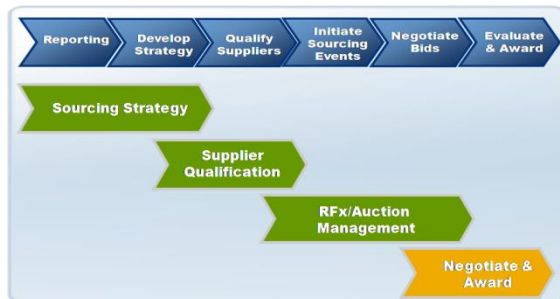 Reporting
Develop
Strategy
Qualify
Suppliers
Initiate
Sourcing
Events
Negotiate
Bids
Evaluate
& Award
Sourcing Strategy
Supplier
Qualification
RFx/Auction
Management
Negotiate &
Award